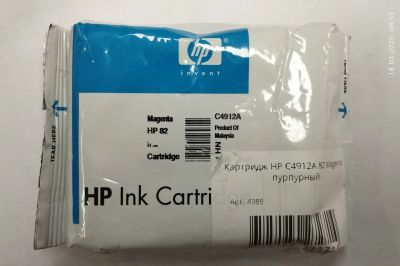 hp
invent
Magenta
HP 82
Cartridge
C4912A
Product Of
Malaysia
HN
TEAR HERE
HP Ink Cartri
Картридж HP C4912A 82 Magenta
пурпурный
Арт. 4989